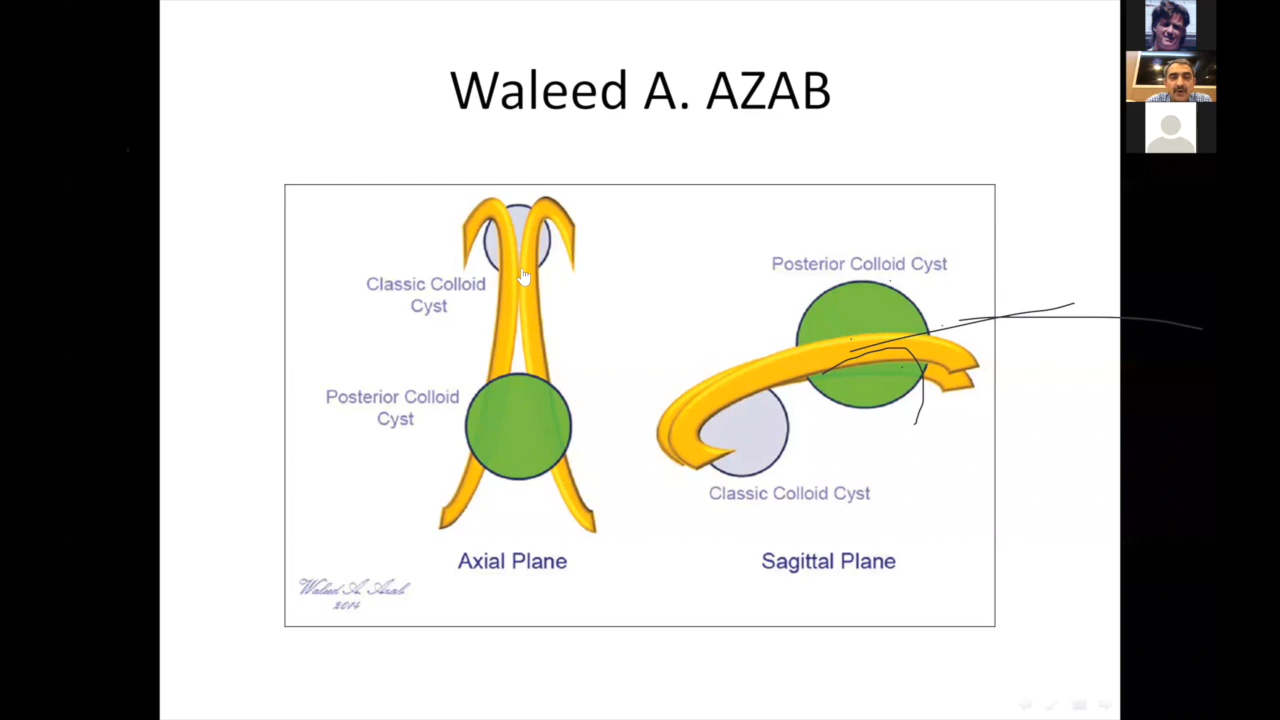 Waleed A. AZAB
Classic Colloid
Cyst
Posterior Colloid
Cyst
Axial Plane
Posterior Colloid Cyst
Classic Colloid Cyst
Sagittal Plane
Waleed A. Azab
2014